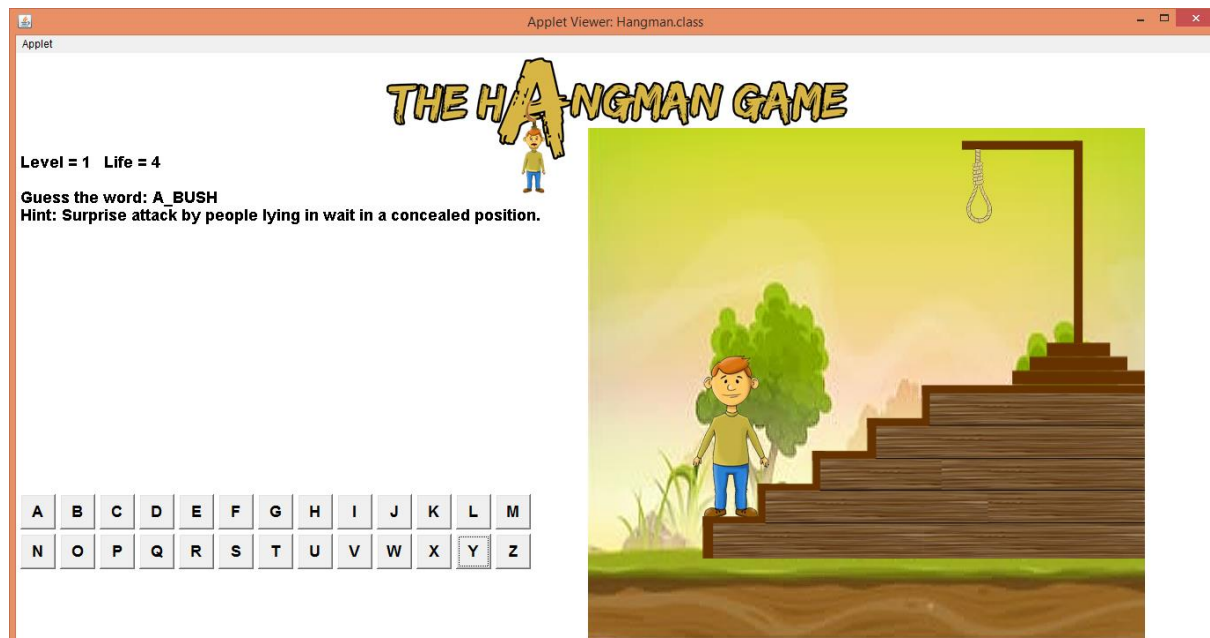 Applet Viewer: Hangman.class
Applet
THE HANGMAN GAME
Level = 1 Life = 4
Guess the word: A_BUSH
Hint: Surprise attack by people lying in wait in a concealed position.
A B C D E F G H I J K L M
N O P Q R S T U V W X Y Z